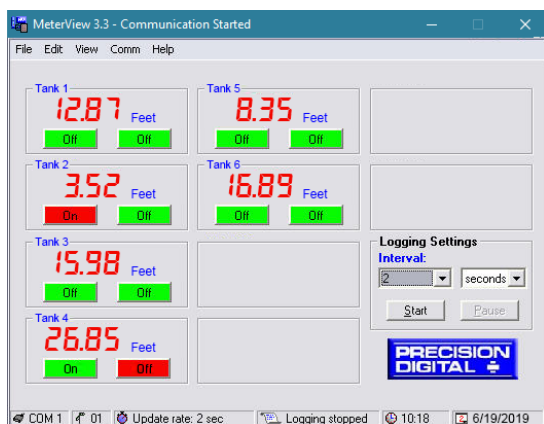 MeterView 3.3 - Communication Started
File Edit View Comm Help
Tank 1
12.87 Feet
Off Off
Tank 2
3.52 Feet
On Off
Tank 3
15.98 Feet
Off Off
Tank 4
26.85 Feet
On Off
Tank 5
8.35 Feet
Off Off
Tank 6
16.89 Feet
Off Off
Logging Settings
Interval:
2 seconds
Start Pause
PRECISION
DIGITAL
COM 1 01 Update rate: 2 sec Logging stopped 10:18 6/19/2019